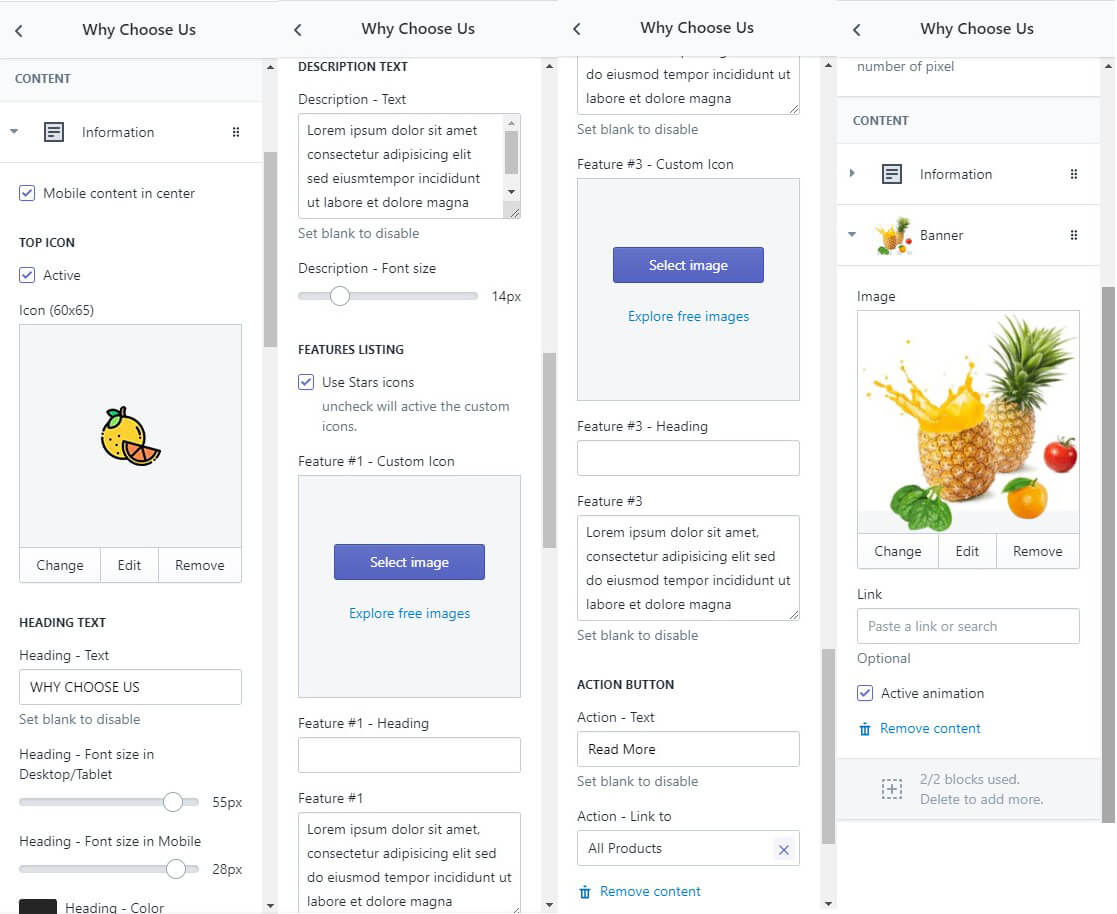 Why Choose Us
CONTENT
Information
Mobile content in center
TOP ICON
Active
Icon (60x65)
Change Edit Remove
HEADING TEXT
Heading - Text
WHY CHOOSE US
Set blank to disable
Heading - Font size in
Desktop/Tablet
55px
Heading - Font size in Mobile
28px
Heading - Color
Why Choose Us
DESCRIPTION TEXT
Description - Text
Lorem ipsum dolor sit amet
consectetur adipisicing elit
sed eiusmtempor incididunt
ut labore et dolore magna
Set blank to disable
Description - Font size
14px
FEATURES LISTING
Use Stars icons
uncheck will active the custom
icons.
Feature #1 - Custom Icon
Select image
Explore free images
Feature #1 - Heading
Feature #1
Lorem ipsum dolor sit amet,
consectetur adipisicing elit sed
do eiusmod tempor incididunt ut
labore et dolore magna
Why Choose Us
do eiusmod tempor incididunt ut
labore et dolore magna
Set blank to disable
Feature #3 - Custom Icon
Select image
Explore free images
Feature #3 - Heading
Feature #3
Lorem ipsum dolor sit amet,
consectetur adipisicing elit sed
do eiusmod tempor incididunt ut
labore et dolore magna
Set blank to disable
ACTION BUTTON
Action - Text
Read More
Set blank to disable
Action - Link to
All Products
Remove content
Why Choose Us
number of pixel
CONTENT
Information
Banner
Image
Change Edit Remove
Link
Paste a link or search
Optional
Active animation
Remove content
2/2 blocks used.
Delete to add more.